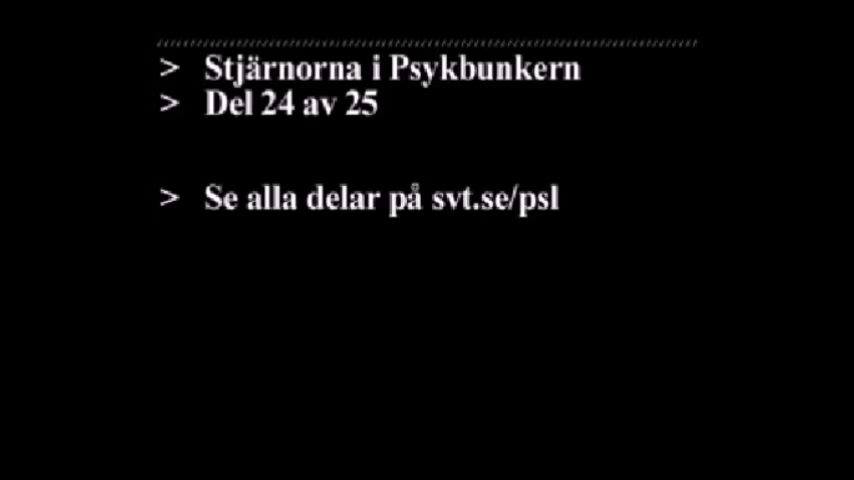 > Stjärnorna i Psykbunkern
> Del 24 av 25
> Se alla delar på svt.se/psl